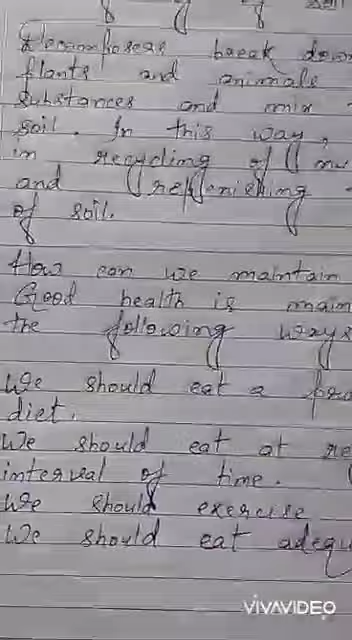 Decomposers break down
plants and animals
substances and mix
soil. In this way,
in recycling of
and replenishing
of soil.
How can we maintain
Good health is main
the following ways
We should eat a
diet.
We should eat at re
interval of time.
We should exercise
We should eat adequ
VIVAVIDEO